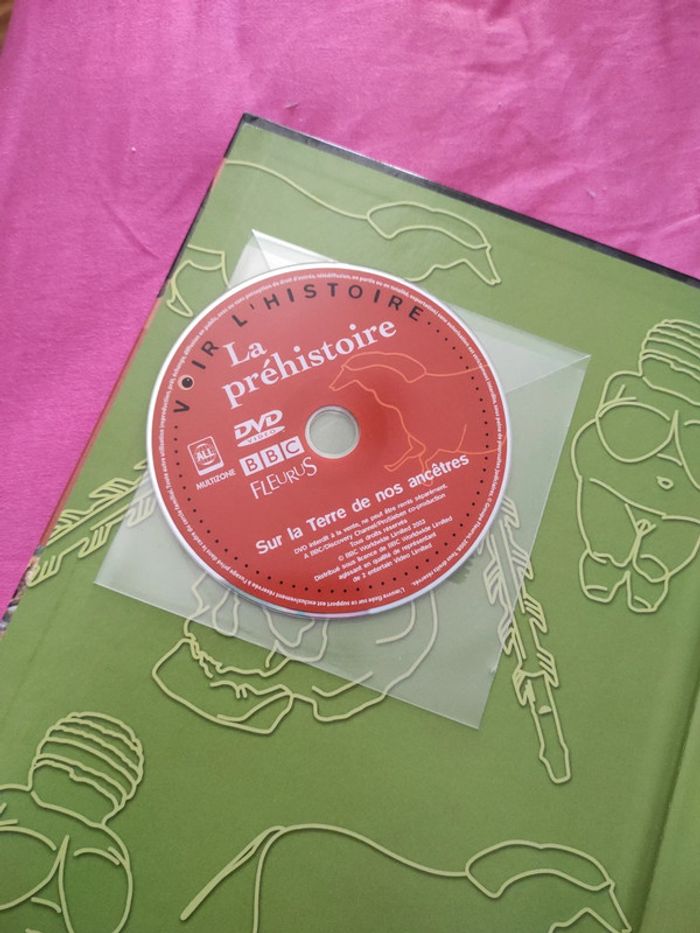 VOIR L'HISTOIRE...
La
préhistoire
DVD
VIDEO
ALL
MULTIZONE
BBC
FLEURUS
Sur la Terre de nos ancêtres
DVD interdit à la vente, ne peut être remis séparément.
A BBC/Discovery Channel/ProSieben co-production
Tous droits réservés
© BBC Worldwide Limited 2003
Distribué sous licence de BBC Worldwide Limited
agissant en qualité de représentant
de 2 entertain Video Limited